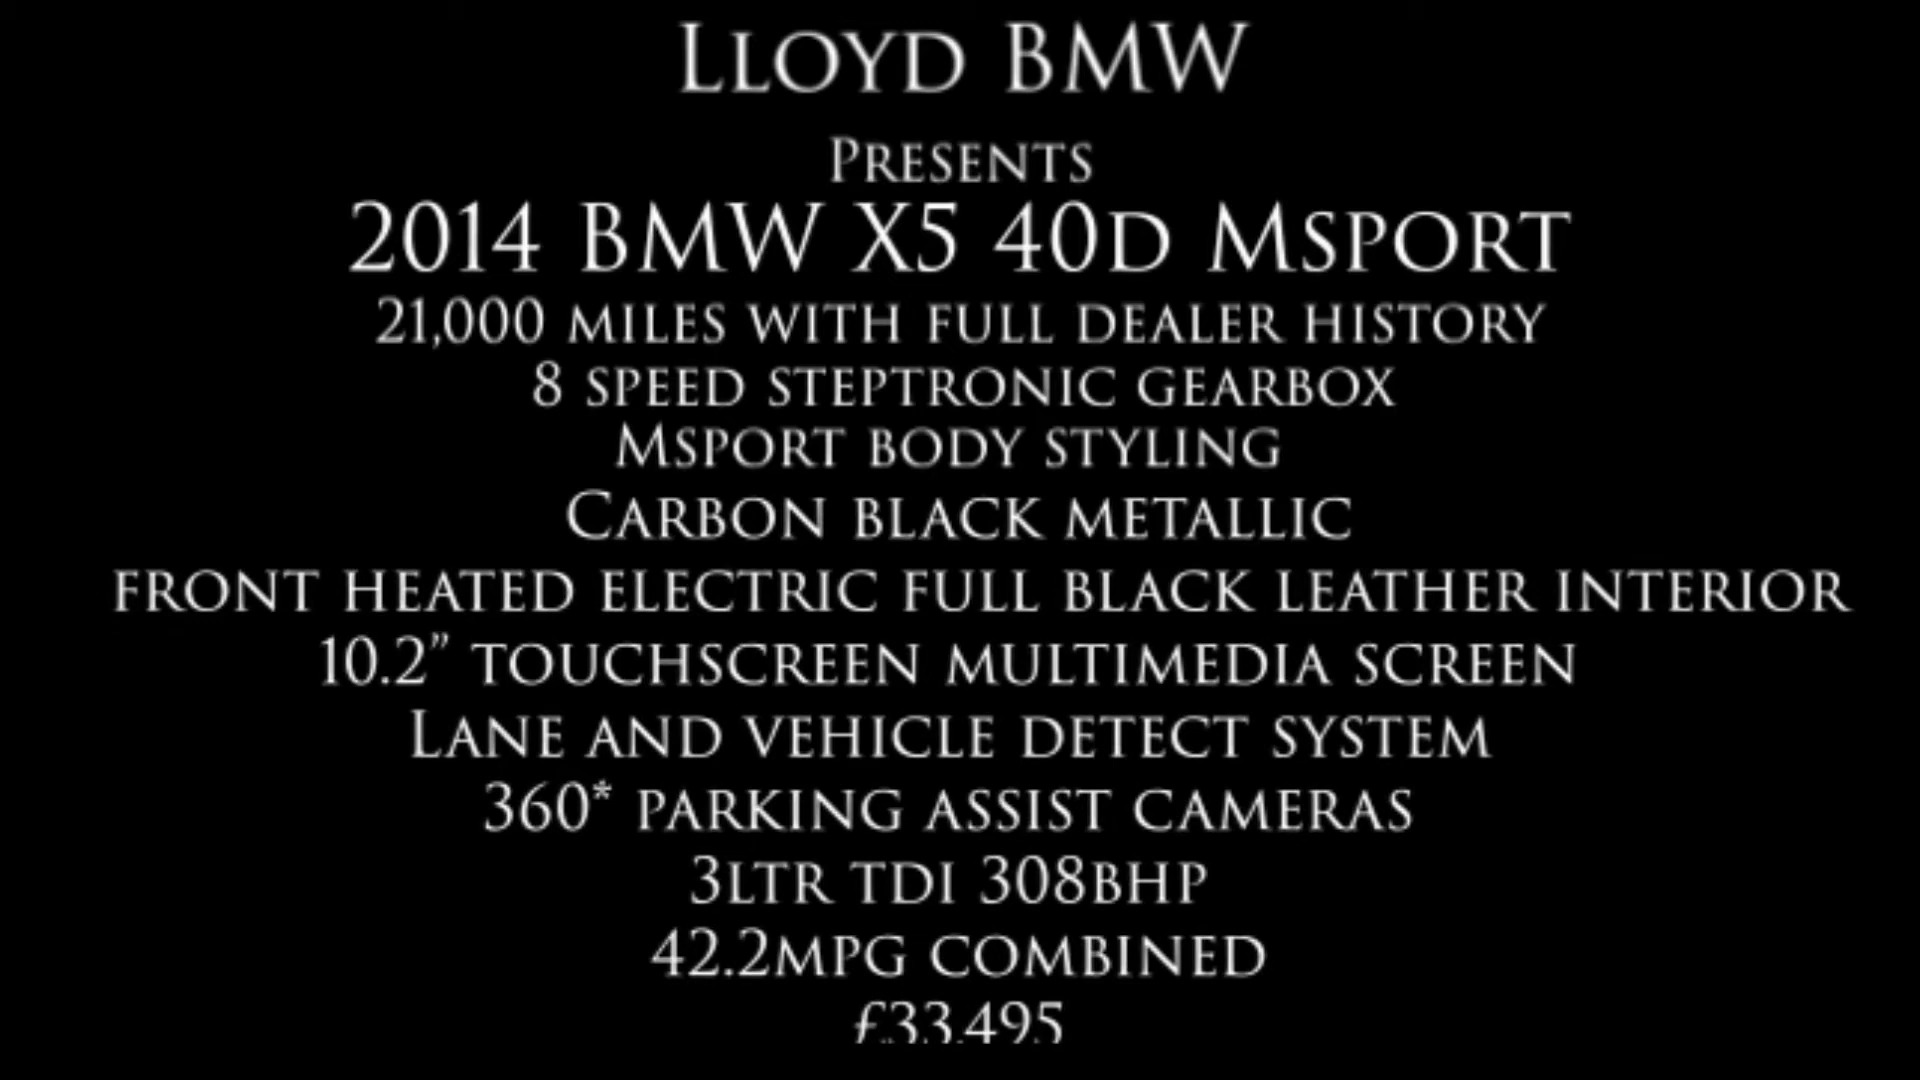 Lloyd BMW
Presents
2014 BMW X5 40d Msport
21,000 miles with full dealer history
8 speed steptronic gearbox
Msport body styling
Carbon black metallic
front heated electric full black leather interior
10.2” touchscreen multimedia screen
Lane and vehicle detect system
360* parking assist cameras
3ltr tdi 308bhp
42.2mpg combined
£33,495